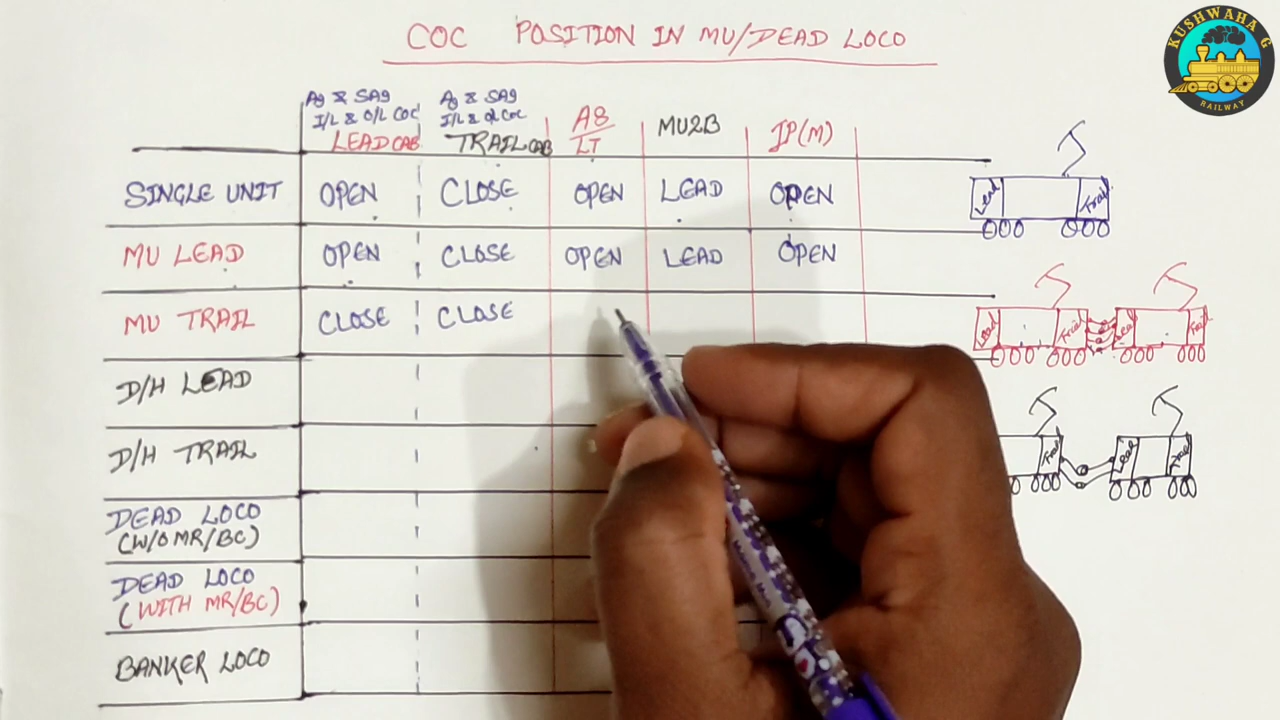 COC POSITION IN MU/DEAD LOCO
KUSHWAHA G
RAILWAY
A9 & SA9 A9 & SA9
I/L & O/L COC I/L & O/L COC
LEAD CAB TRAIL CAB A8/LT MU2B IP(M)
SINGLE UNIT OPEN CLOSE OPEN LEAD OPEN
MU LEAD OPEN CLOSE OPEN LEAD OPEN
MU TRAIL CLOSE CLOSE
D/H LEAD
D/H TRAIL
DEAD LOCO
(W/O MR/BC)
DEAD LOCO
(WITH MR/BC)
BANKER LOCO
Lead Trail
Lead Trail Lead Trail
Trail Lead Trail